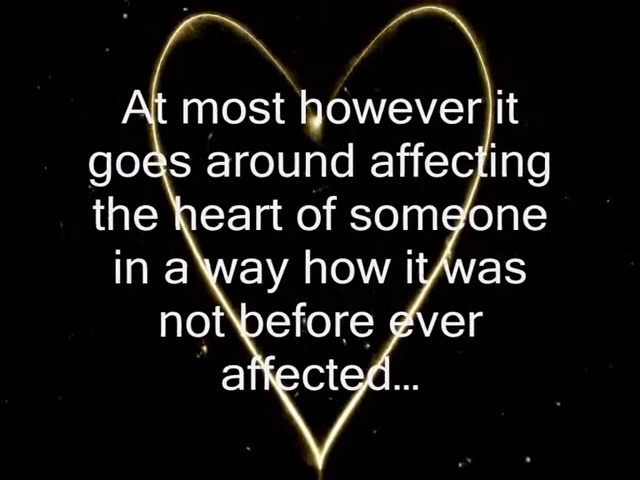 At most however it
goes around affecting
the heart of someone
in a way how it was
not before ever
affected...